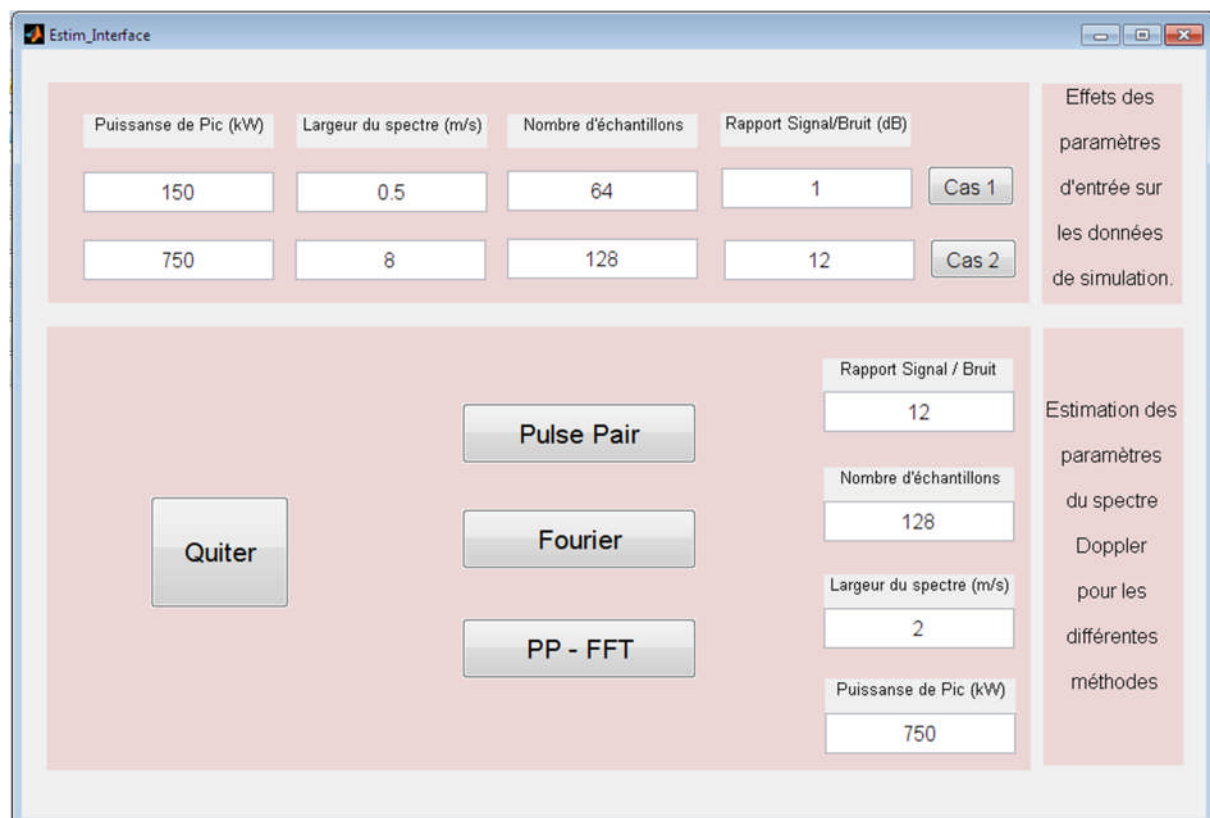 Estim_Interface
Puissanse de Pic (kW)
Largeur du spectre (m/s)
Nombre d'échantillons
Rapport Signal/Bruit (dB)
150
0.5
64
1
Cas 1
750
8
128
12
Cas 2
Effets des
paramètres
d'entrée sur
les données
de simulation.
Quiter
Pulse Pair
Fourier
PP - FFT
Rapport Signal / Bruit
12
Nombre d'échantillons
128
Largeur du spectre (m/s)
2
Puissanse de Pic (kW)
750
Estimation des
paramètres
du spectre
Doppler
pour les
différentes
méthodes